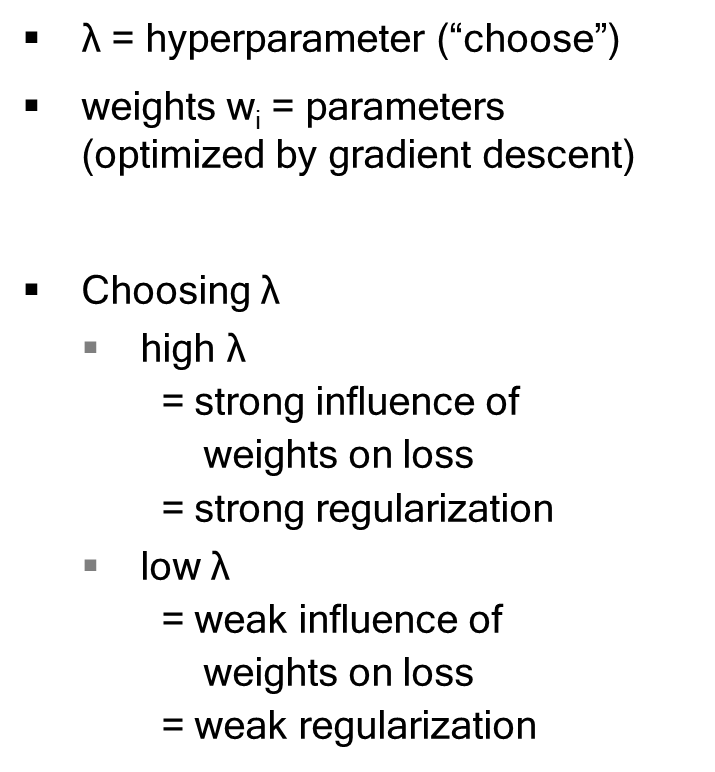 ▪ λ = hyperparameter (“choose”)
▪ weights wᵢ = parameters
(optimized by gradient descent)
▪ Choosing λ
▪ high λ
= strong influence of
weights on loss
= strong regularization
▪ low λ
= weak influence of
weights on loss
= weak regularization